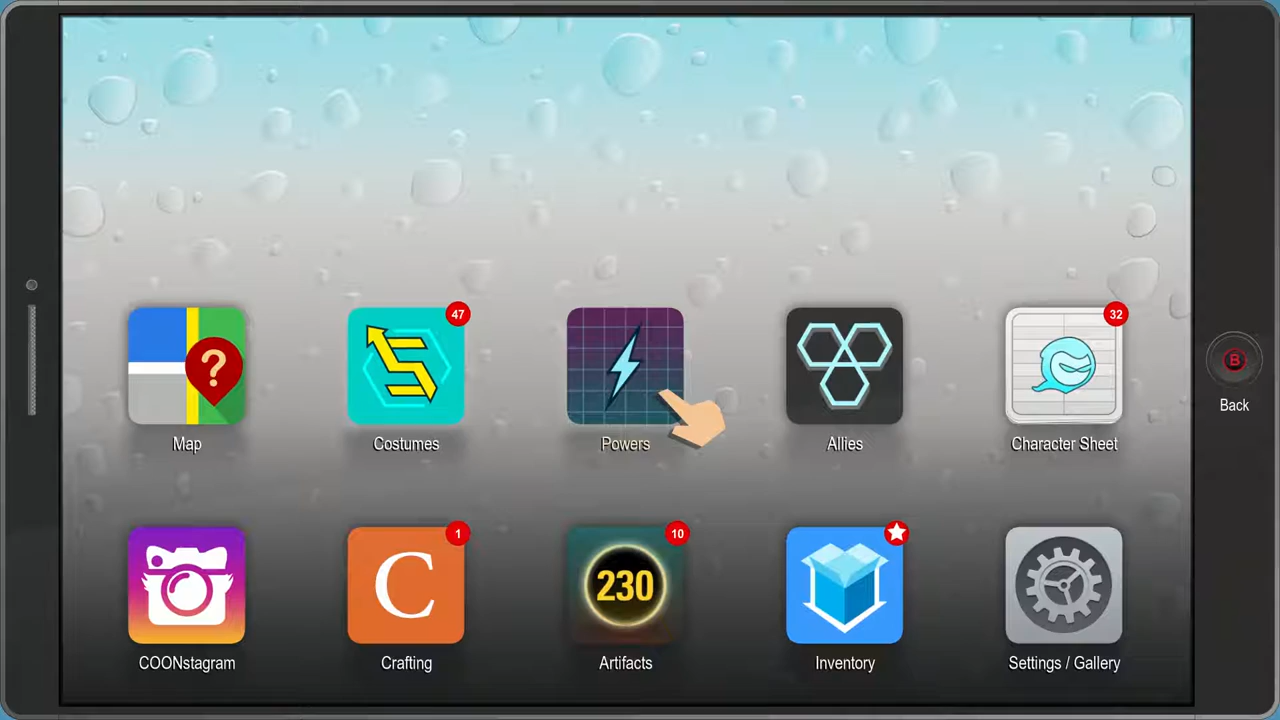 47
32
?
Map
Costumes
Powers
Allies
Character Sheet
B
Back
1
10
C
230
COONstagram
Crafting
Artifacts
Inventory
Settings / Gallery